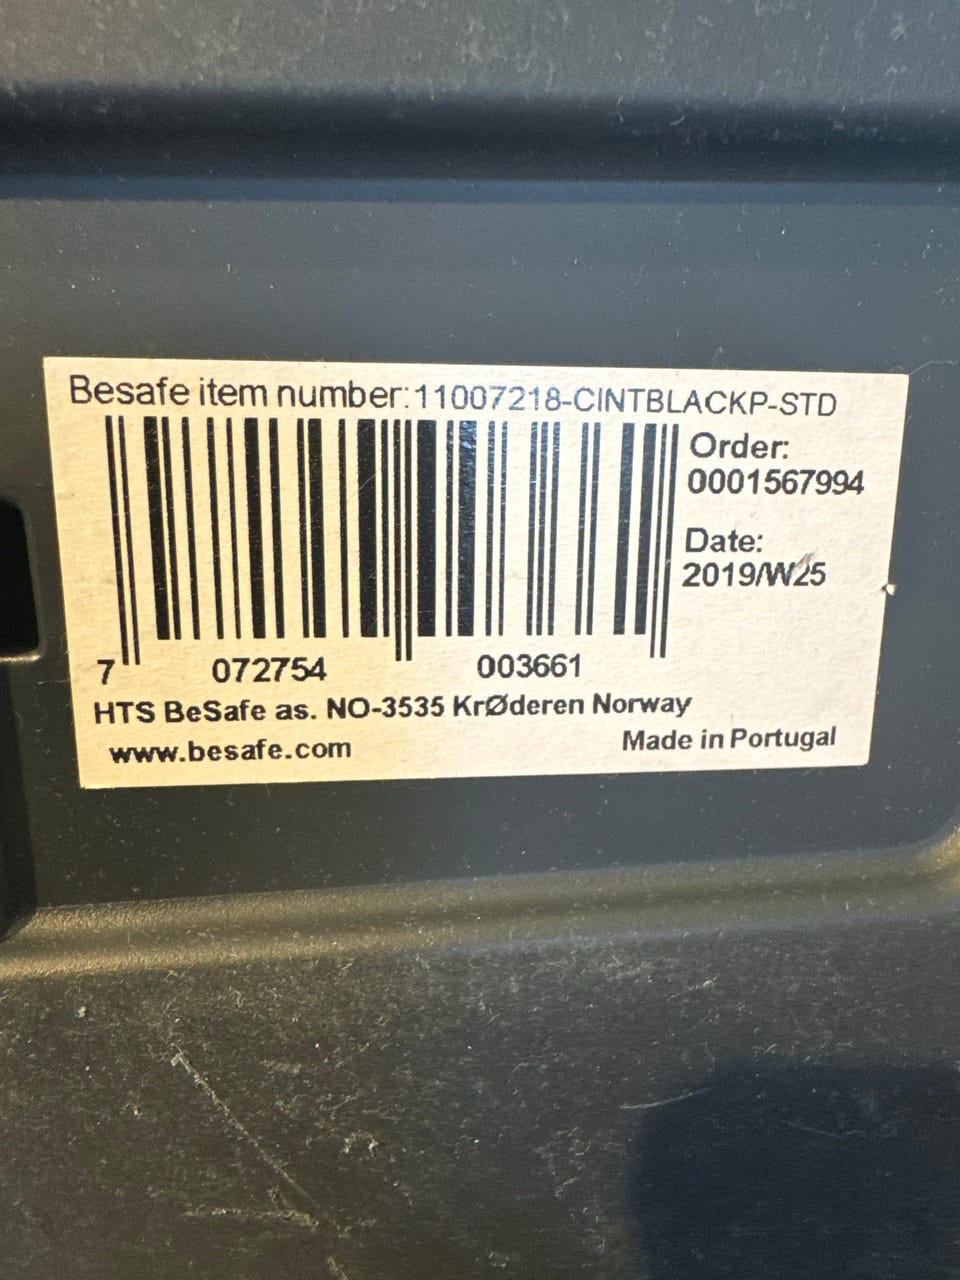 Besafe item number:11007218-CINTBLACKP-STD
Order:
0001567994
Date:
2019/W25
7 072754 003661
HTS BeSafe as. NO-3535 KrØderen Norway
www.besafe.com
Made in Portugal